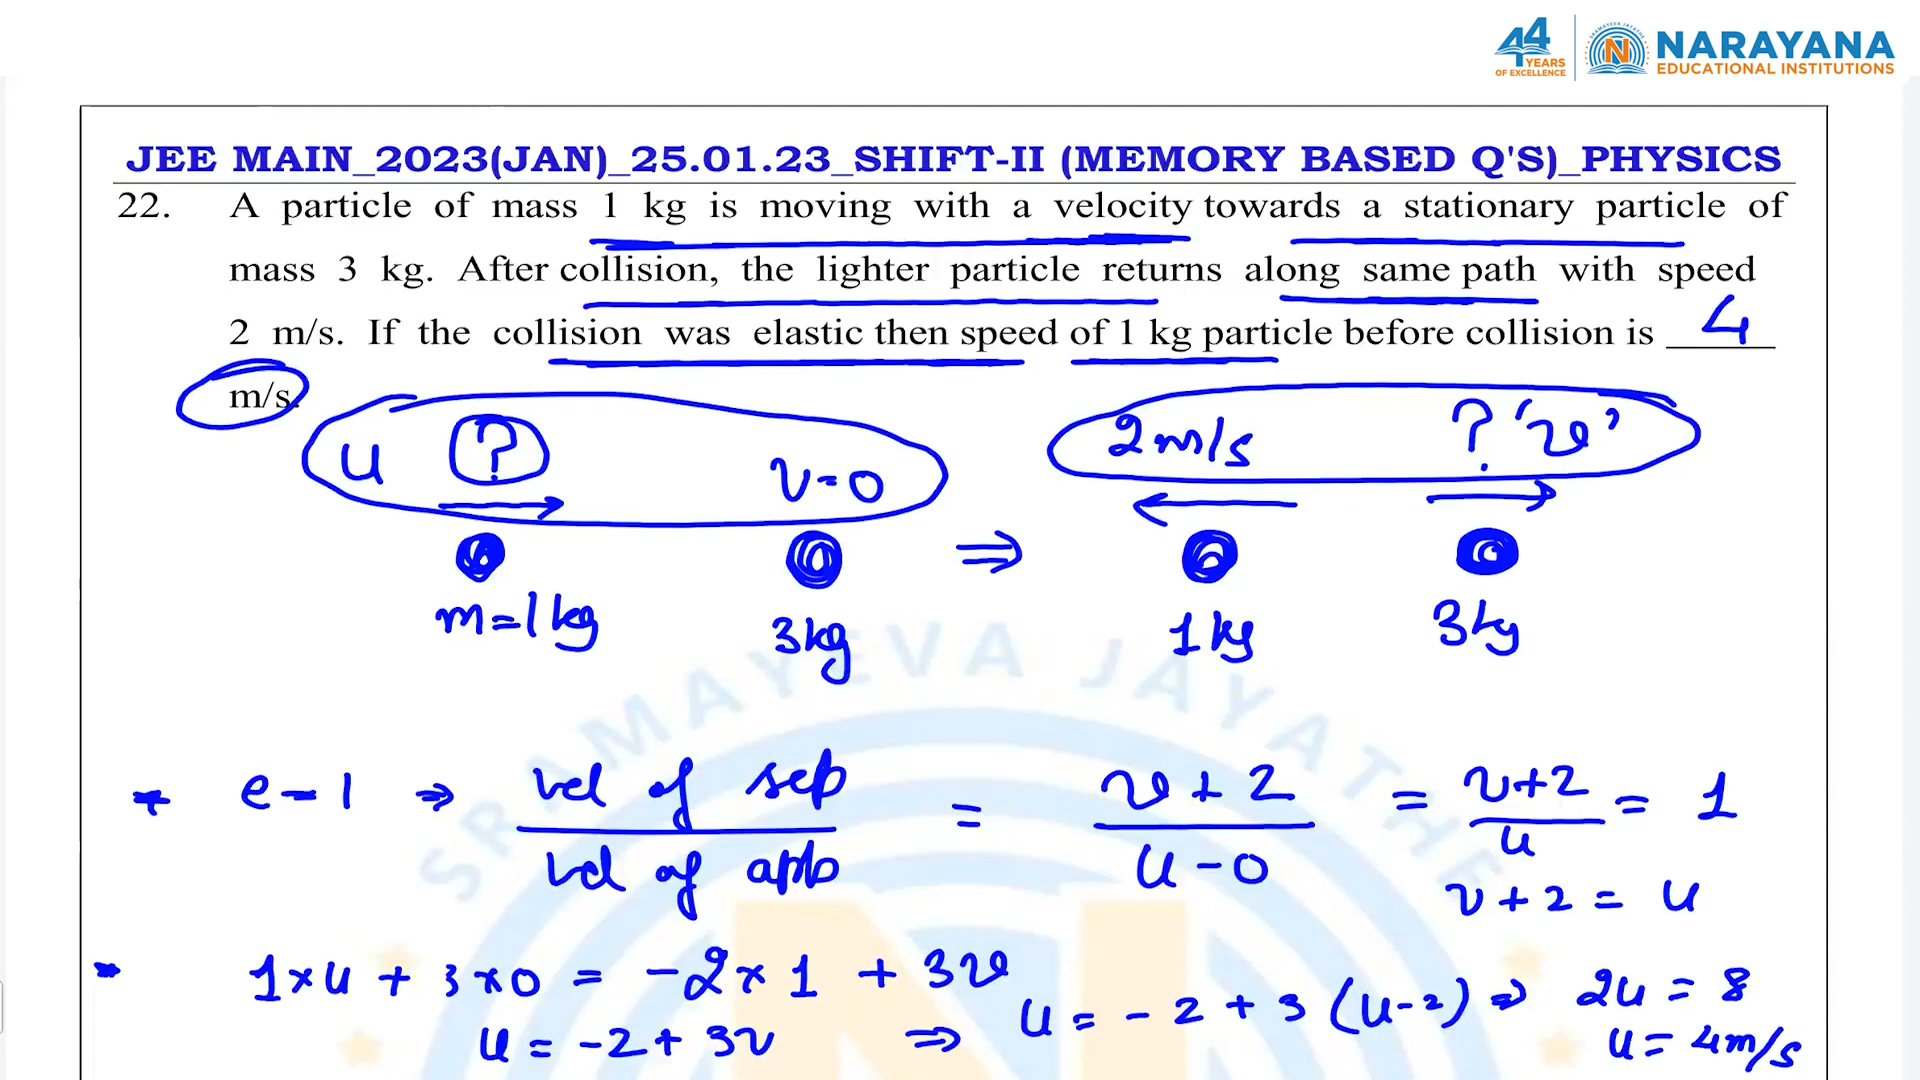 44
YEARS
OF EXCELLENCE
NARAYANA
EDUCATIONAL INSTITUTIONS
JEE MAIN_2023(JAN)_25.01.23_SHIFT-II (MEMORY BASED Q'S)_PHYSICS
22. A particle of mass 1 kg is moving with a velocity towards a stationary particle of
mass 3 kg. After collision, the lighter particle returns along same path with speed
2 m/s. If the collision was elastic then speed of 1 kg particle before collision is 4
m/s.
u ? v=0 2m/s ? 'v'
m=1kg 3kg ⇒ 1kg 3kg
SRAMAYEVA JAYATHE
e-1 ⇒ vel of sep / vel of app = v+2 / u-0 = v+2 / u = 1
v+2 = u
1×u + 3×0 = -2×1 + 3v
u = -2+3v ⇒ u = -2+3(u-2) ⇒ 2u = 8
u = 4m/s